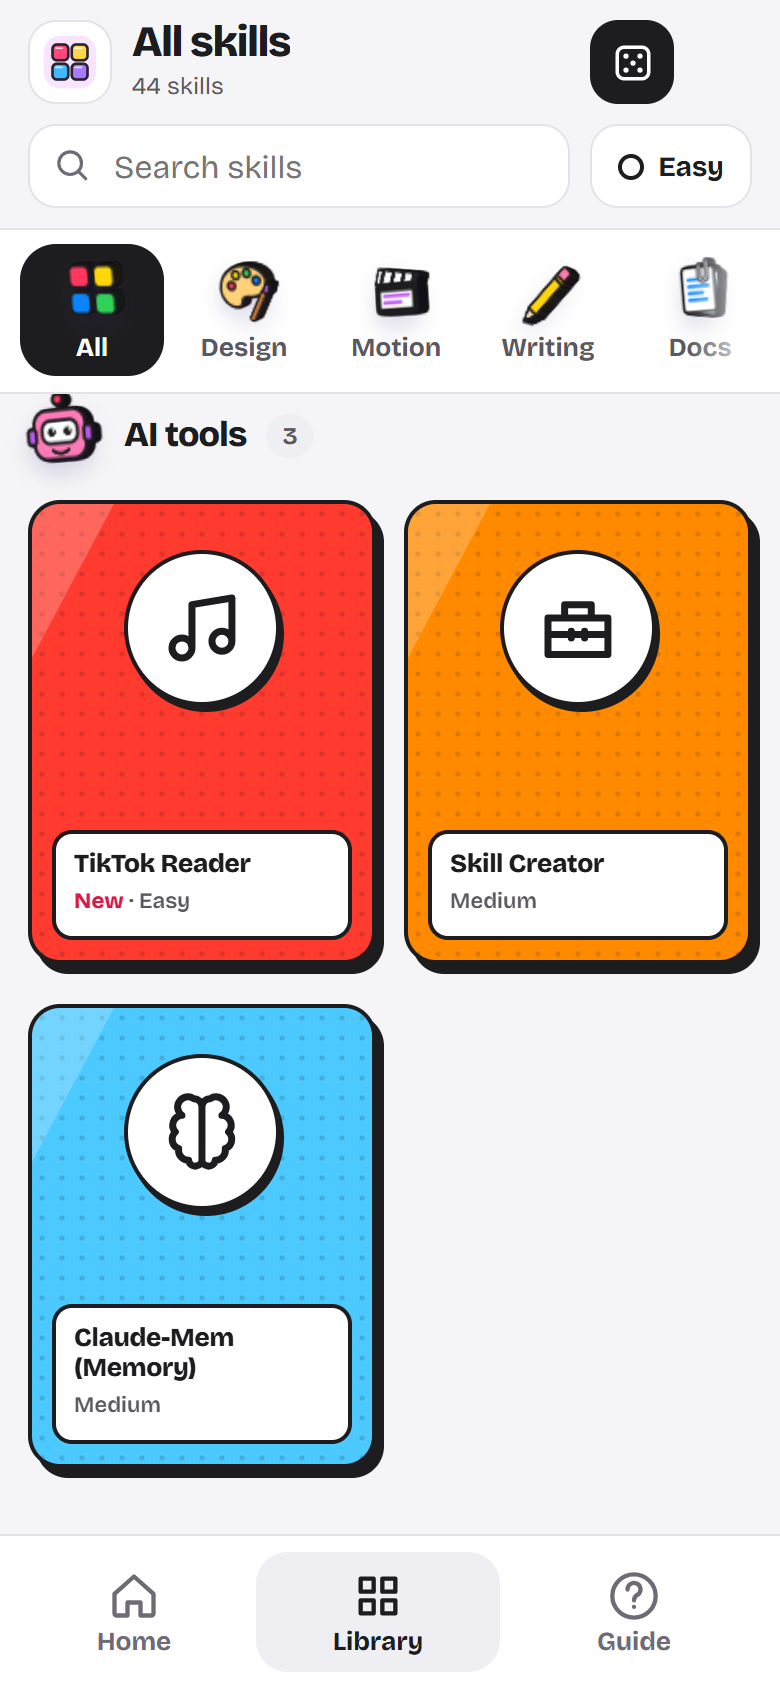 All skills
44 skills
Search skills
Easy
All
Design
Motion
Writing
Docs
AI tools 3
TikTok Reader
New · Easy
Skill Creator
Medium
Claude-Mem
(Memory)
Medium
Home
Library
Guide